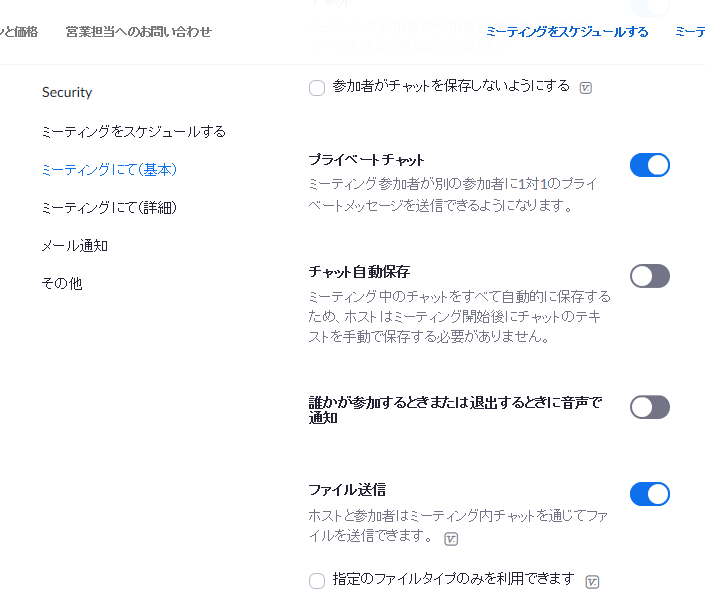 チャット
ンと価格
営業担当へのお問い合わせ
ミーティングをスケジュールする
ミーテ
Security
ミーティングをスケジュールする
ミーティングにて(基本)
ミーティングにて(詳細)
メール通知
その他
参加者がチャットを保存しないようにする
プライベートチャット
ミーティング参加者が別の参加者に1対1のプライ
ベートメッセージを送信できるようになります。
チャット自動保存
ミーティング中のチャットをすべて自動的に保存する
ため、ホストはミーティング開始後にチャットのテキ
ストを手動で保存する必要がありません。
誰かが参加するときまたは退出するときに音声で
通知
ファイル送信
ホストと参加者はミーティング内チャットを通じてファ
イルを送信できます。
指定のファイルタイプのみを利用できます